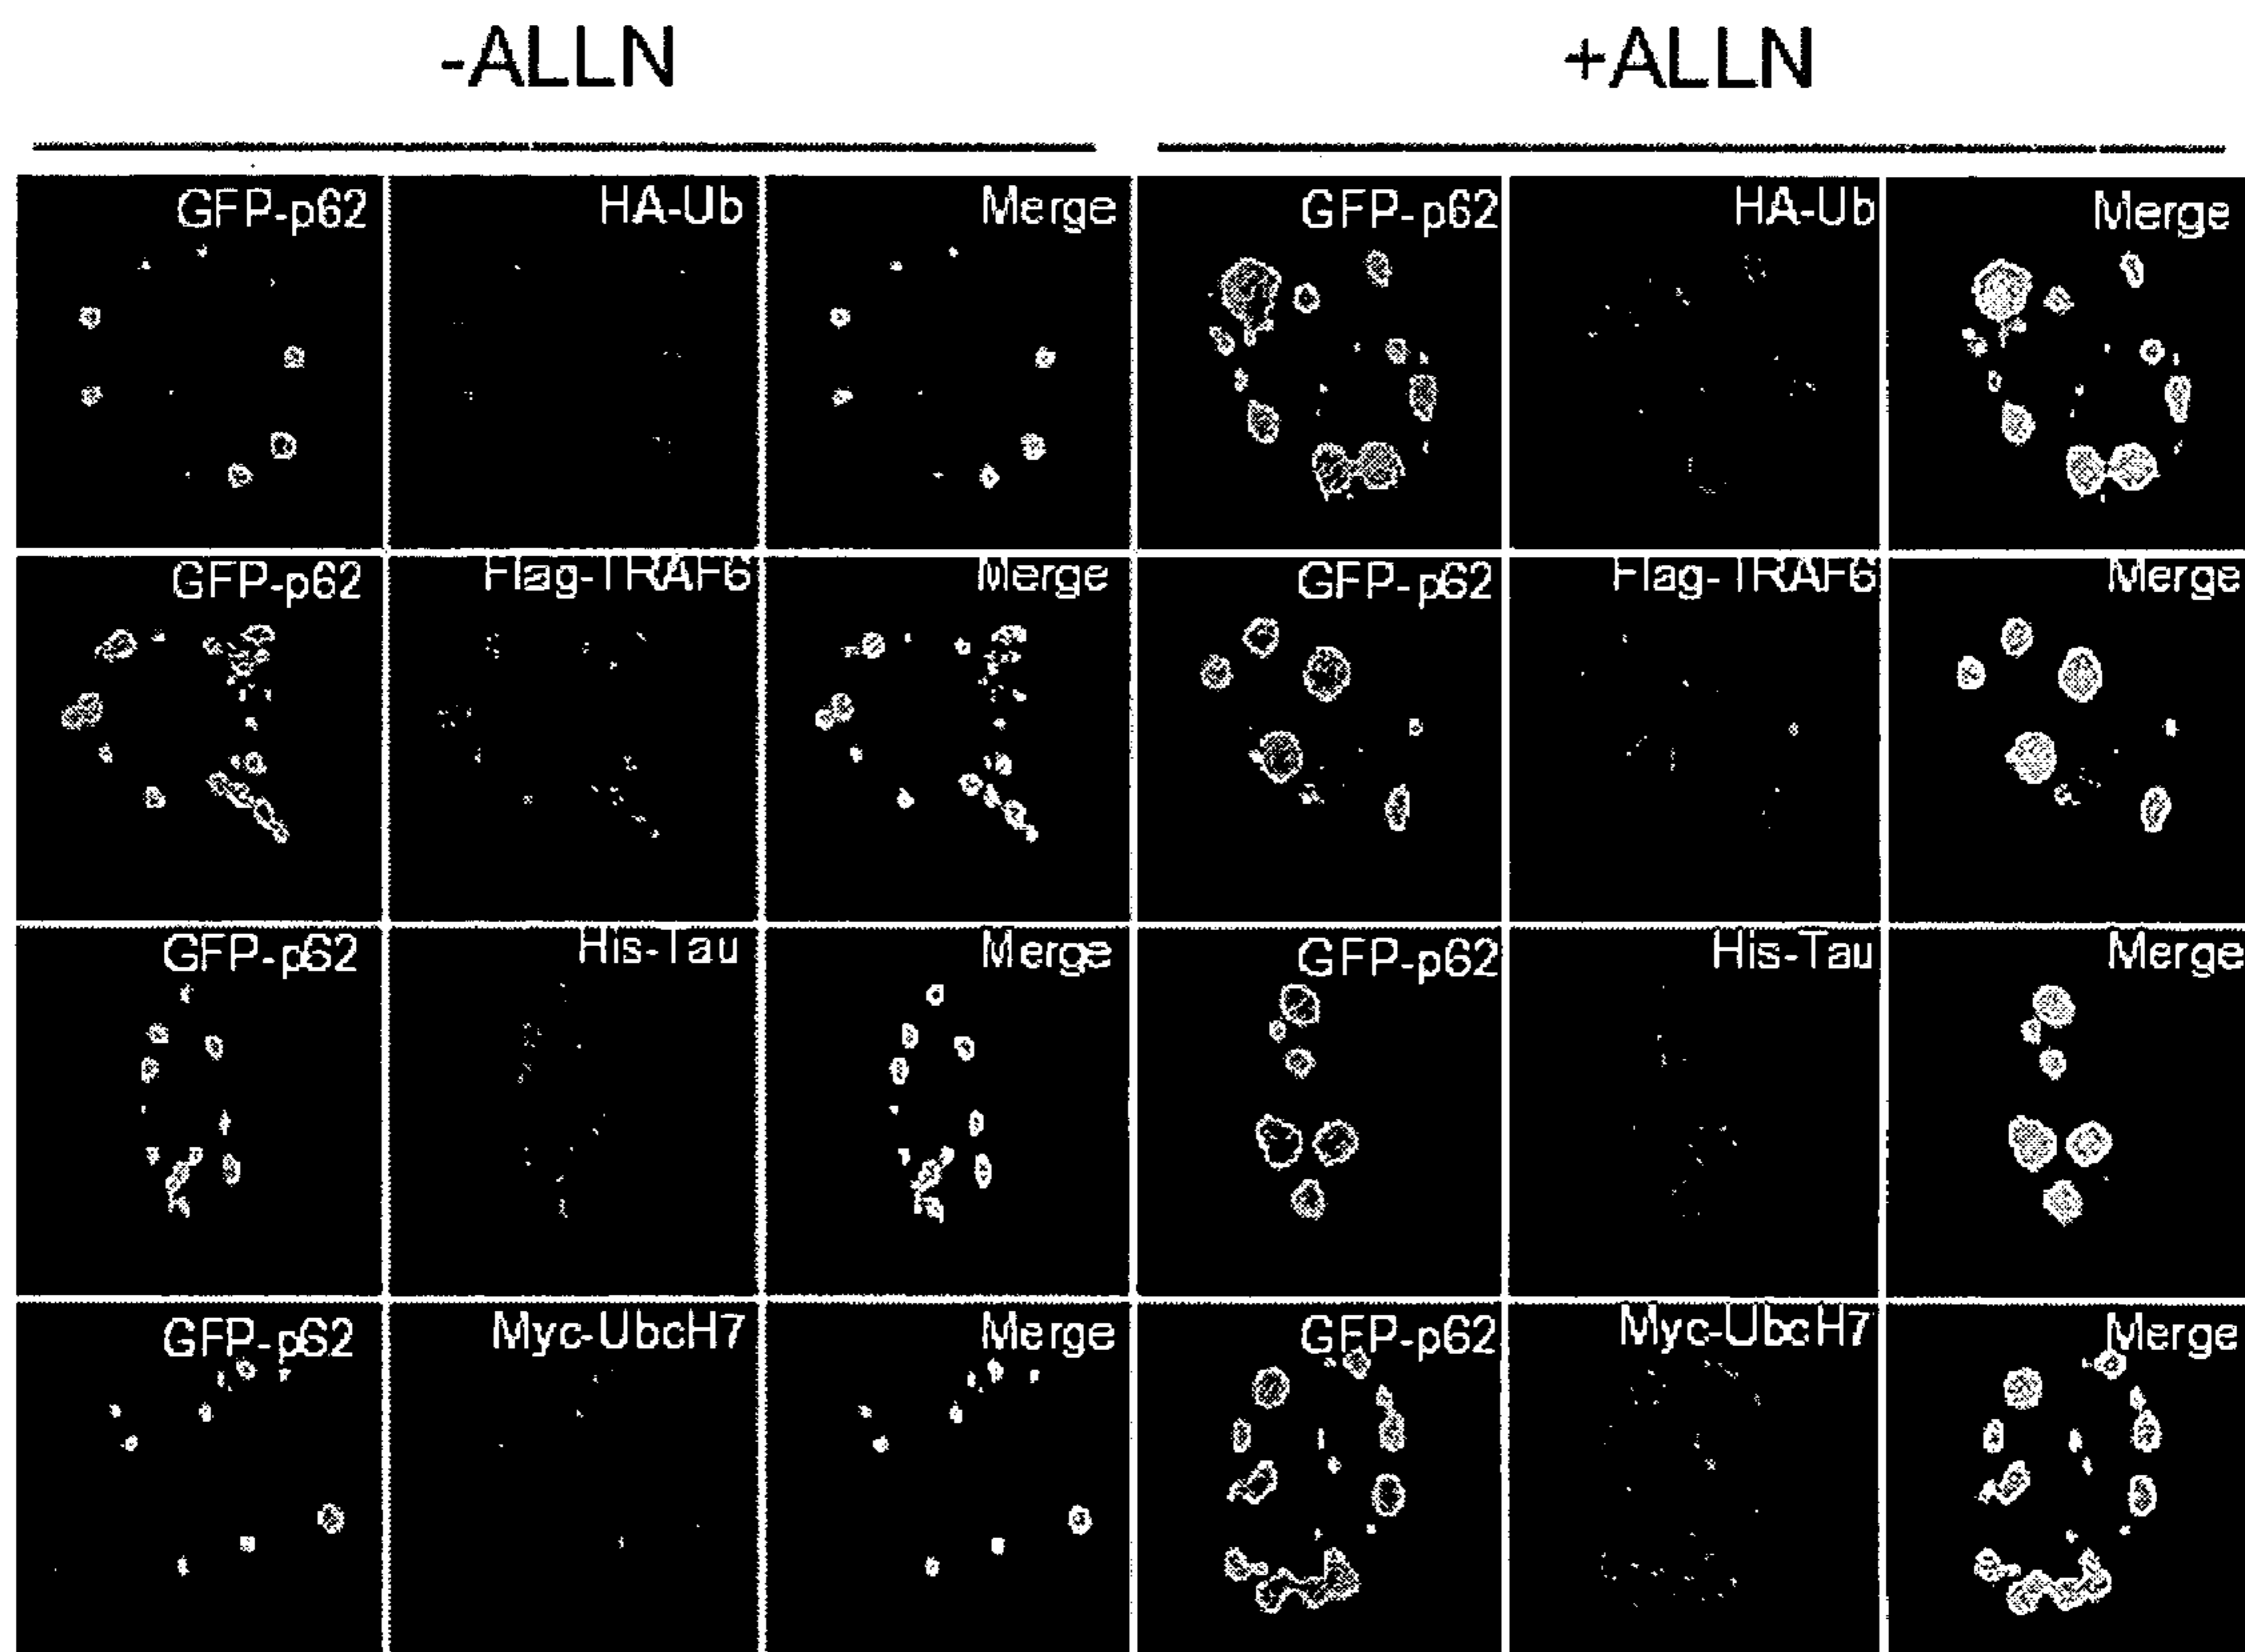 -ALLN +ALLN
GFP-p62 HA-Ub Merge GFP-p62 HA-Ub Merge
GFP-p62 Flag-TRAF6 Merge GFP-p62 Flag-TRAF6 Merge
GFP-p62 His-Tau Merge GFP-p62 His-Tau Merge
GFP-p62 Myc-UbcH7 Merge GFP-p62 Myc-UbcH7 Merge